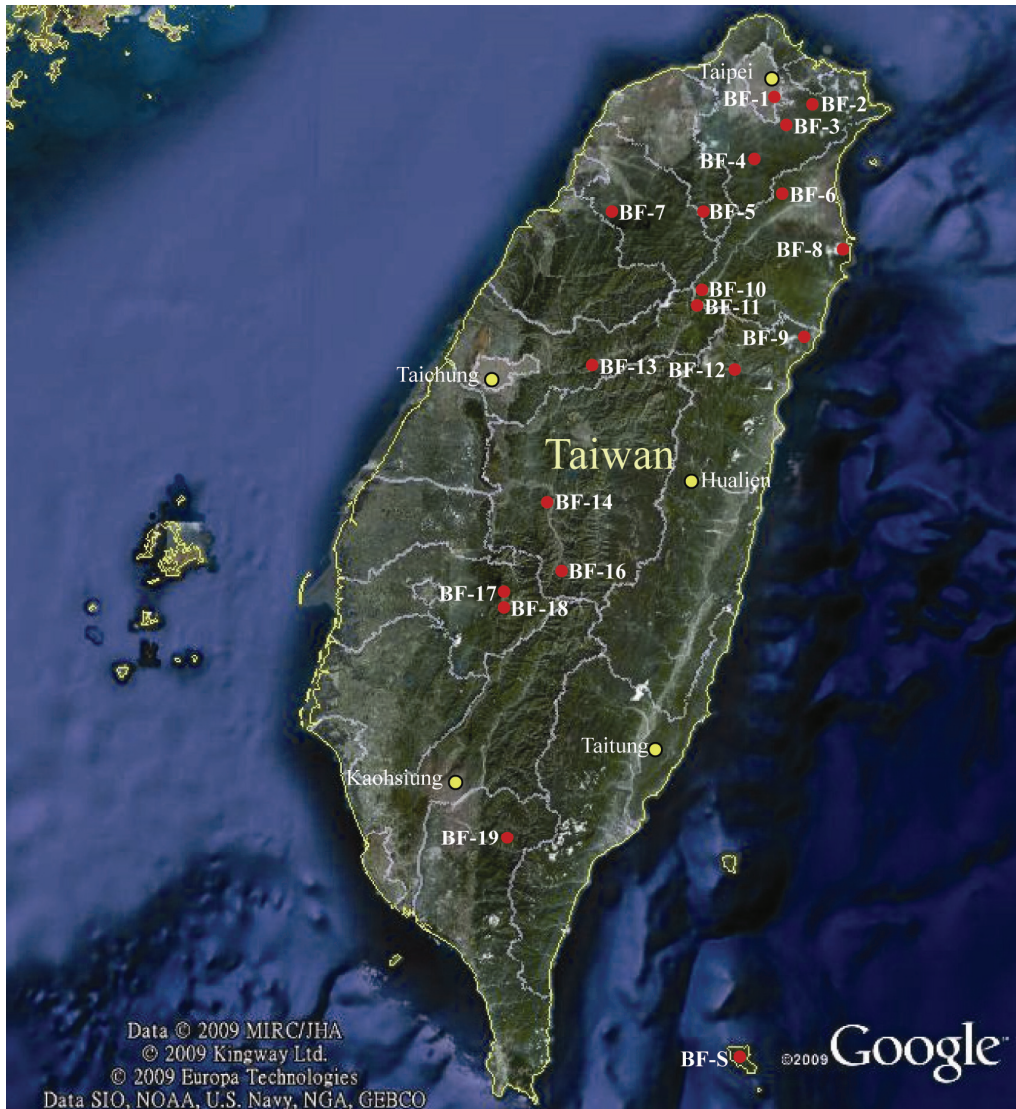 Taipei
BF-1
BF-2
BF-3
BF-4
BF-6
BF-7
BF-5
BF-8
BF-10
BF-11
BF-9
BF-13
BF-12
Taichung
Taiwan
Hualien
BF-14
BF-16
BF-17
BF-18
Taitung
Kaohsiung
BF-19
BF-S
©2009 Google™
Data © 2009 MIRC/JHA
© 2009 Kingway Ltd.
© 2009 Europa Technologies
Data SIO, NOAA, U.S. Navy, NGA, GEBCO